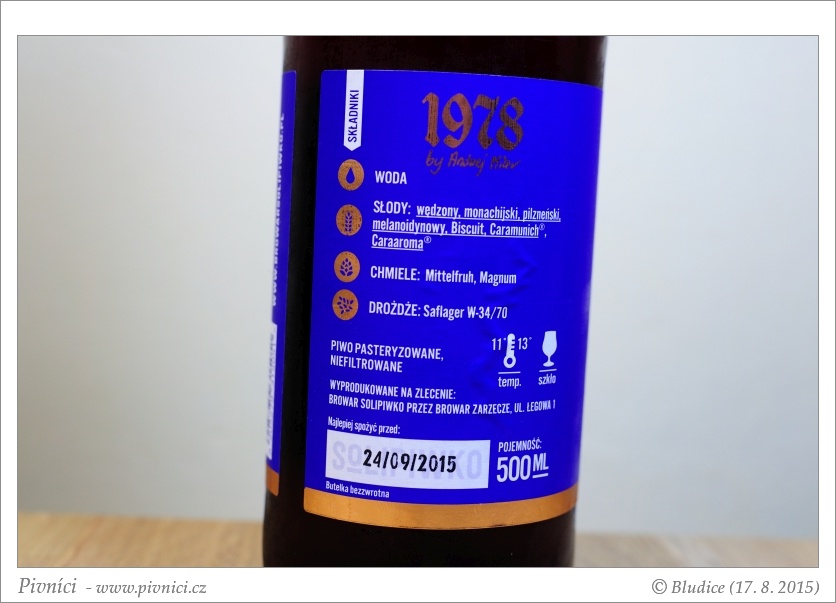 SKŁADNIKI
1978
by
WODA
SŁODY: wędzony, monachijski, pilzneński,
melanoidynowy, Biscuit, Caramunich®,
Caraaroma®
CHMIELE: Mittelfruh, Magnum
DROŻDŻE: Saflager W-34/70
PIWO PASTERYZOWANE,
NIEFILTROWANE
11° 13°
temp. szkło
WYPRODUKOWANE NA ZLECENIE:
BROWAR SOLIPIWKO PRZEZ BROWAR ZARZECZE, UL. ŁĘGOWA 1
Najlepiej spożyć przed:
SOLIPIWKO
24/09/2015
POJEMNOŚĆ:
500 ML
Butelka bezzwrotna
Pivníci - www.pivnici.cz
© Bludice (17. 8. 2015)